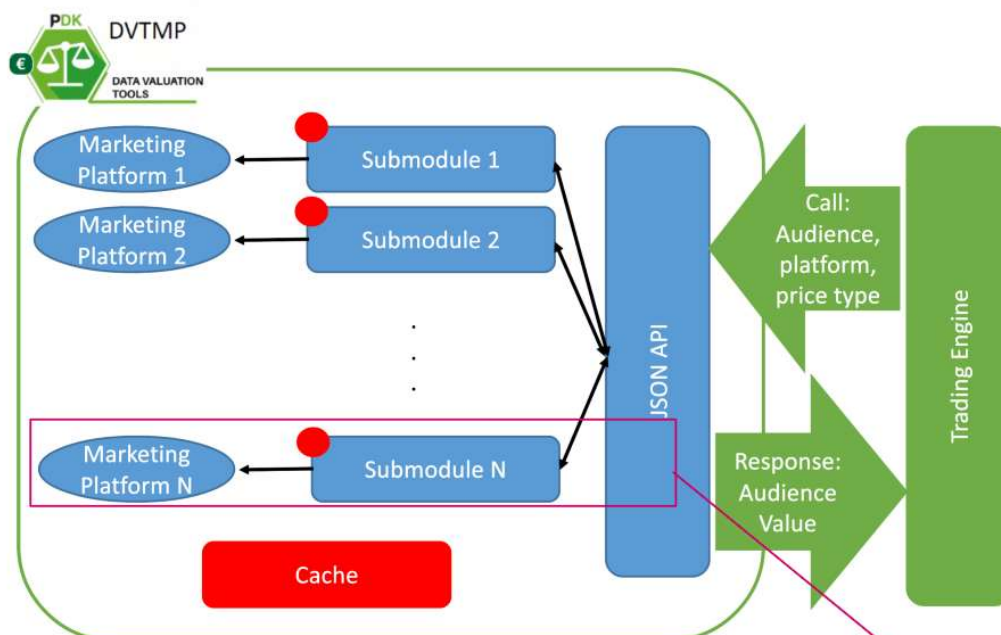 PDK
DVTMP
€
DATA VALUATION
TOOLS
Marketing
Platform 1
Submodule 1
Marketing
Platform 2
Submodule 2
.
.
.
Marketing
Platform N
Submodule N
Cache
JSON API
Call:
Audience,
platform,
price type
Response:
Audience
Value
Trading Engine